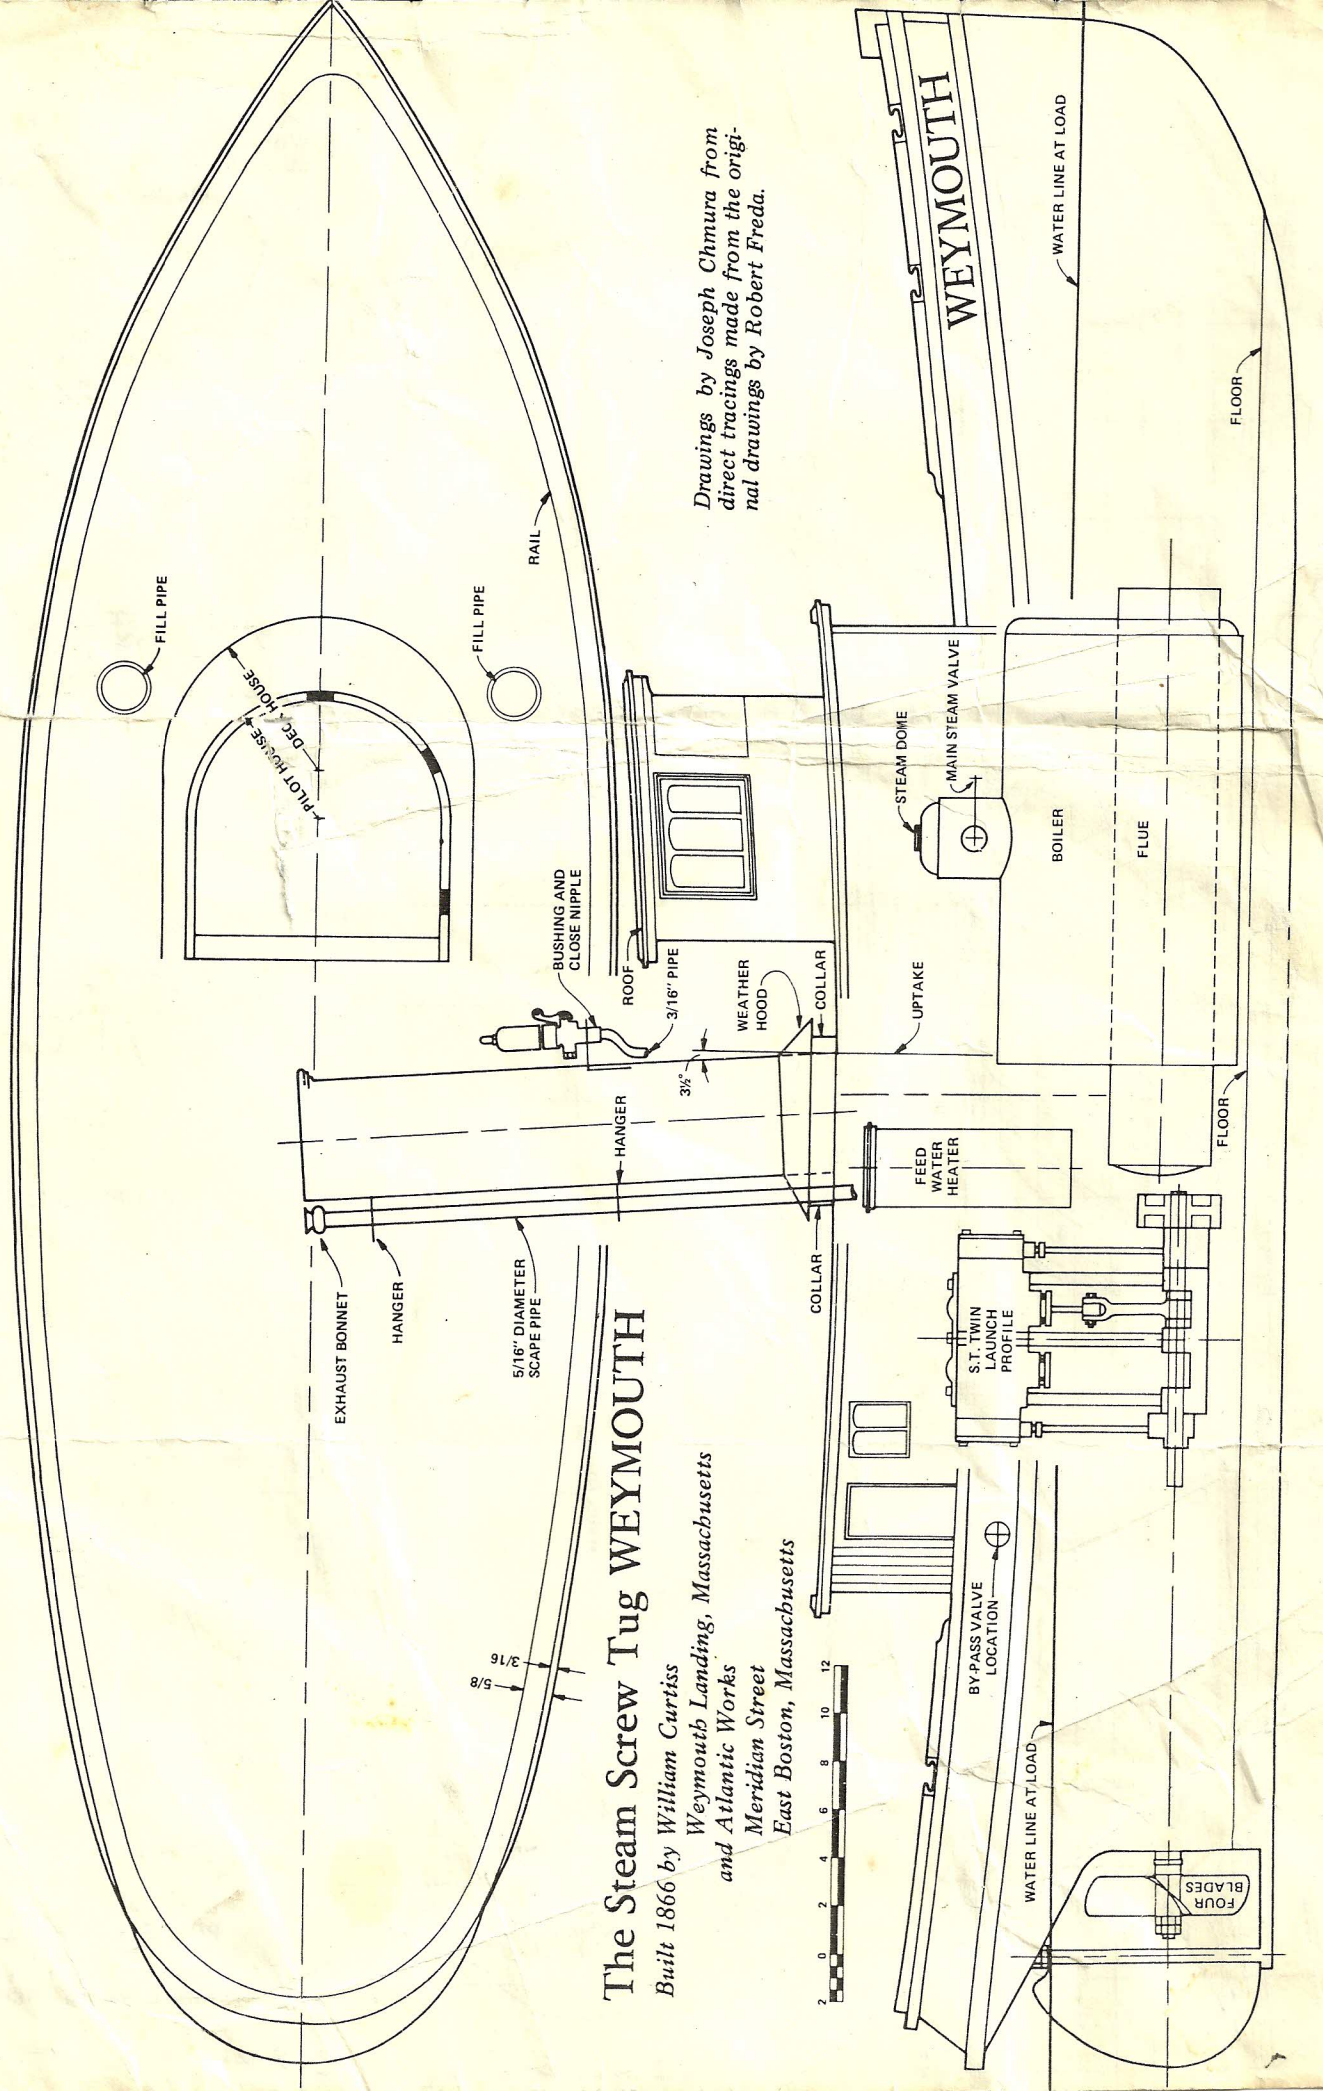 FILL PIPE
FILL PIPE
PILOT HOUSE
RAIL
BUSHING AND
CLOSE NIPPLE
3/16" PIPE
ROOF
3½°
EXHAUST BONNET
HANGER
HANGER
5/16" DIAMETER
SCAPE PIPE
WEATHER
HOOD
COLLAR
COLLAR
UPTAKE
5/8
3/16
The Steam Screw Tug WEYMOUTH
Built 1866 by William Curtiss
Weymouth Landing, Massachusetts
and Atlantic Works
Meridian Street
East Boston, Massachusetts
2 0 2 4 6 8 10 12
Drawings by Joseph Chmura from
direct tracings made from the origi-
nal drawings by Robert Freda.
WEYMOUTH
WATER LINE AT LOAD
FLOOR
STEAM DOME
MAIN STEAM VALVE
BOILER
FLUE
FEED
WATER
HEATER
FLOOR
S.T. TWIN
LAUNCH
PROFILE
BY-PASS VALVE
LOCATION
WATER LINE AT LOAD
FOUR
BLADES